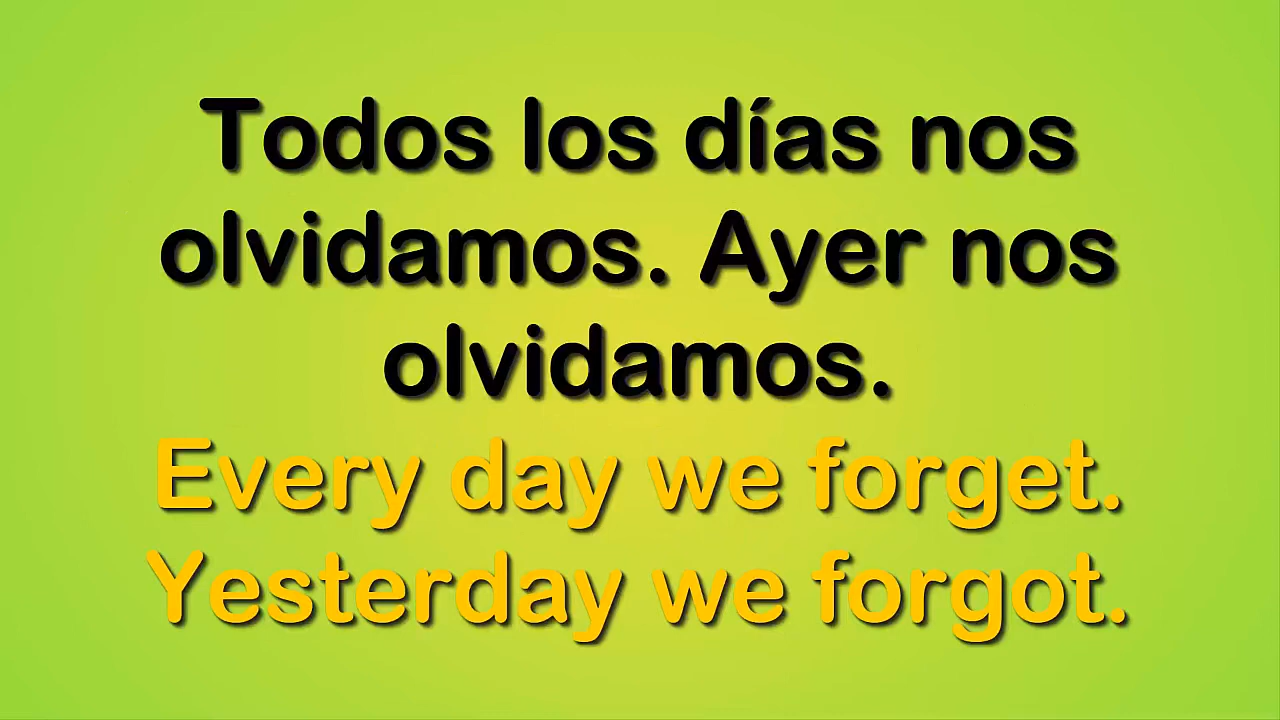 Todos los días nos
olvidamos. Ayer nos
olvidamos.
Every day we forget.
Yesterday we forgot.